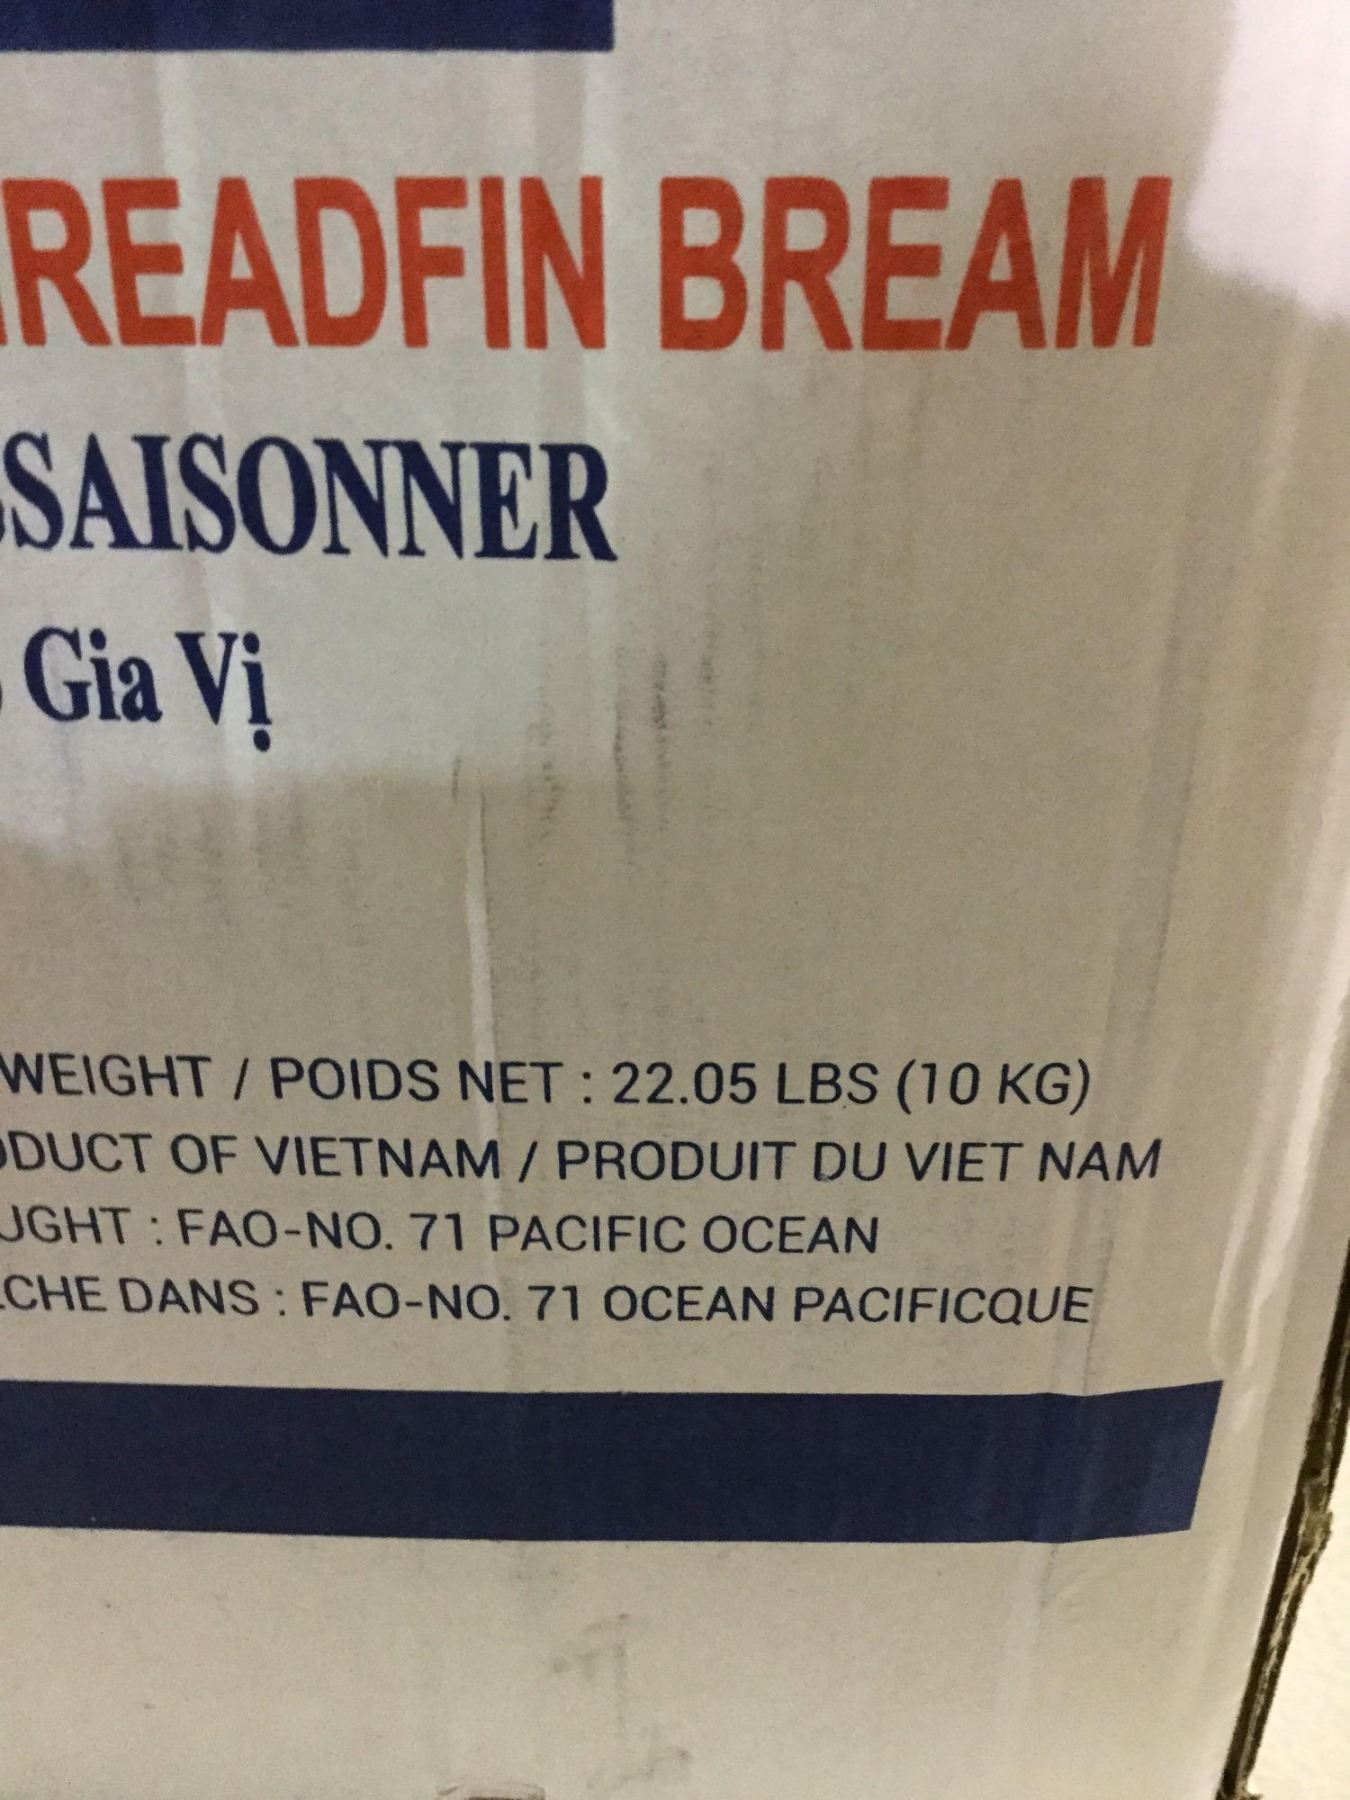 READFIN BREAM
SAISONNER
Gia Vị
WEIGHT / POIDS NET : 22.05 LBS (10 KG)
DUCT OF VIETNAM / PRODUIT DU VIET NAM
UGHT : FAO-NO. 71 PACIFIC OCEAN
CHE DANS : FAO-NO. 71 OCEAN PACIFICQUE